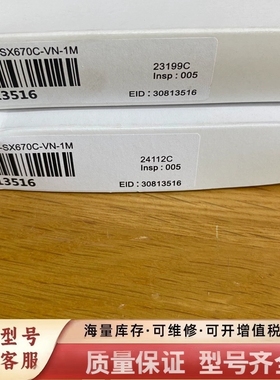 -SX670C-VN-1M
23199C
Insp : 005
13516
EID : 30813516
-SX670C-VN-1M
24112C
Insp : 005
13516
EID : 30813516
型号
客服
海量库存·可维修·可开增值税
质量保证 型号齐全